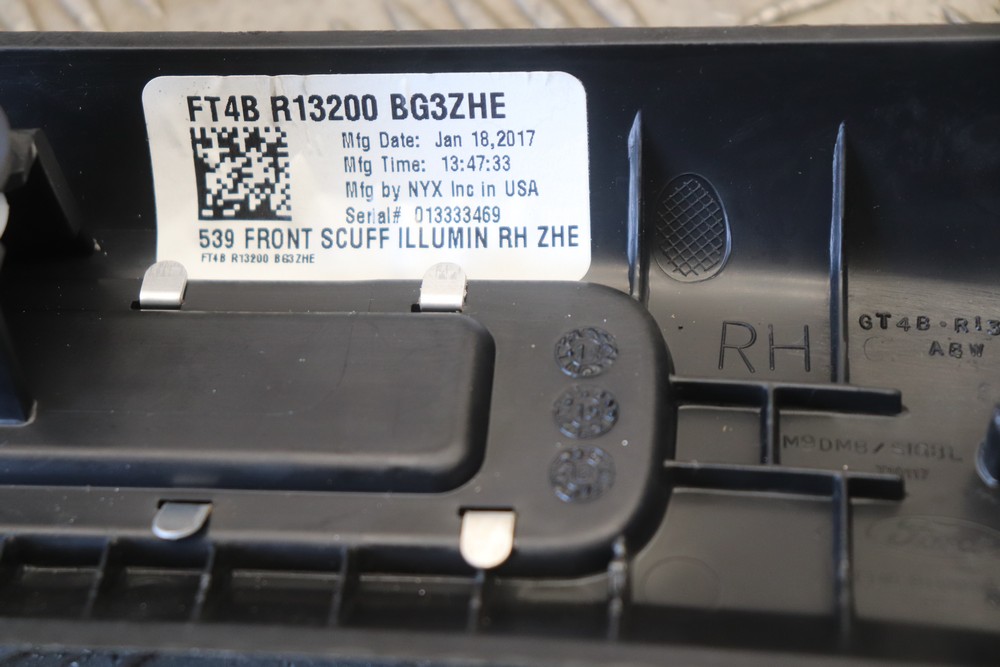 FT4B R13200 BG3ZHE
Mfg Date: Jan 18,2017
Mfg Time: 13:47:33
Mfg by NYX Inc in USA
Serial# 013333469
539 FRONT SCUFF ILLUMIN RH ZHE
FT4B R13200 BG3ZHE
RH
GT4B-R13
ABW